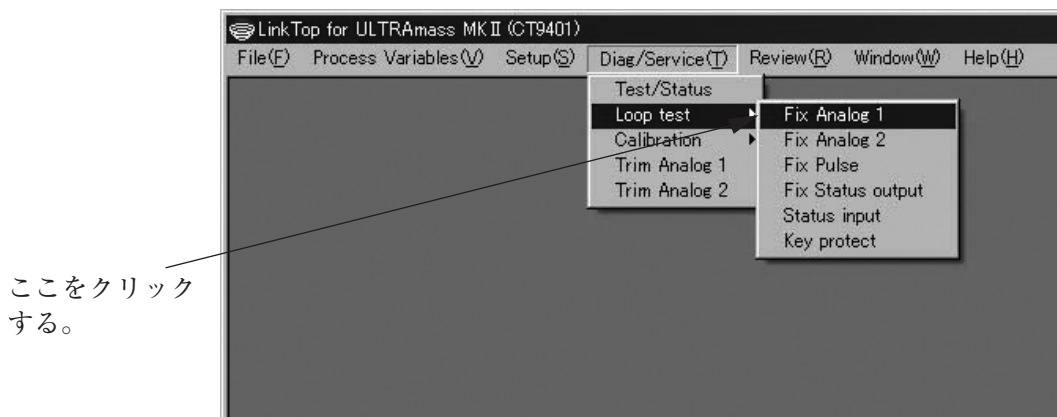 LinkTop for ULTRAmass MKⅡ (CT9401)
File(F) Process Variables(V) Setup(S) Diag/Service(T) Review(R) Window(W) Help(H)
Test/Status
Loop test
Calibration
Trim Analog 1
Trim Analog 2
Fix Analog 1
Fix Analog 2
Fix Pulse
Fix Status output
Status input
Key protect
ここをクリック
する。